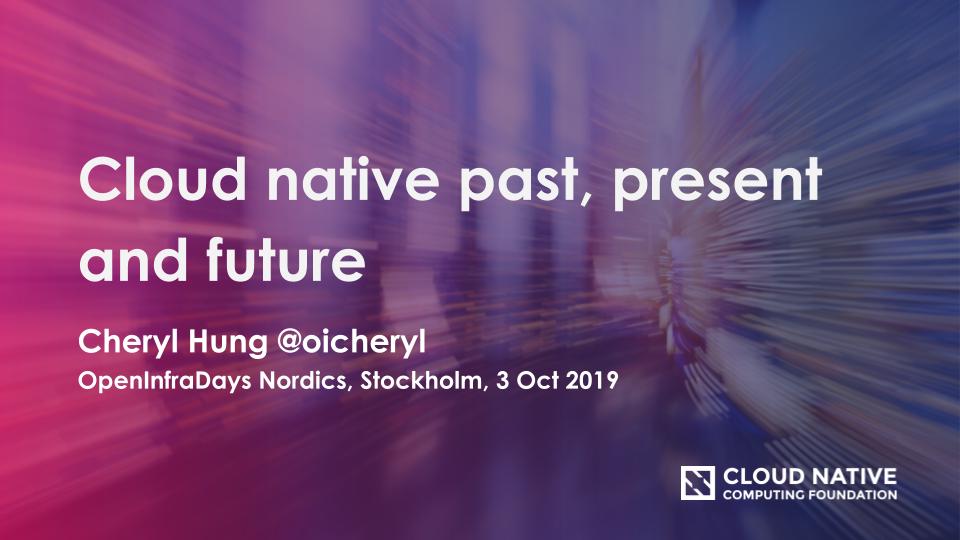 Cloud native past, present
and future
Cheryl Hung @oicheryl
OpenInfraDays Nordics, Stockholm, 3 Oct 2019
CLOUD NATIVE
COMPUTING FOUNDATION